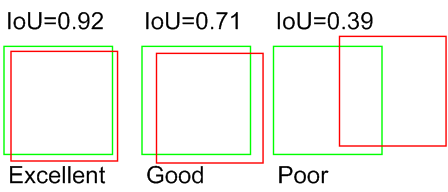 IoU=0.92 IoU=0.71 IoU=0.39
Excellent Good Poor